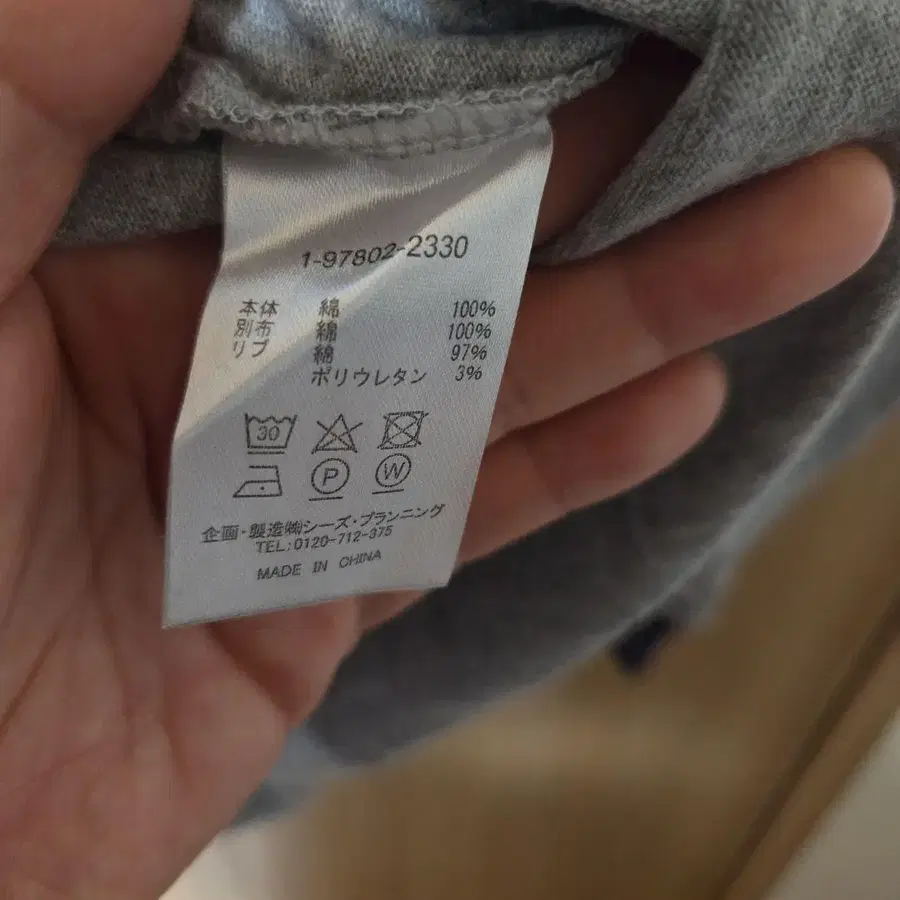 1-97802-2330
本体 綿 100%
別布 綿 100%
リブ 綿 97%
ポリウレタン 3%
30
P W
企画・製造㈱シーズ・プランニング
TEL:0120-712-375
MADE IN CHINA